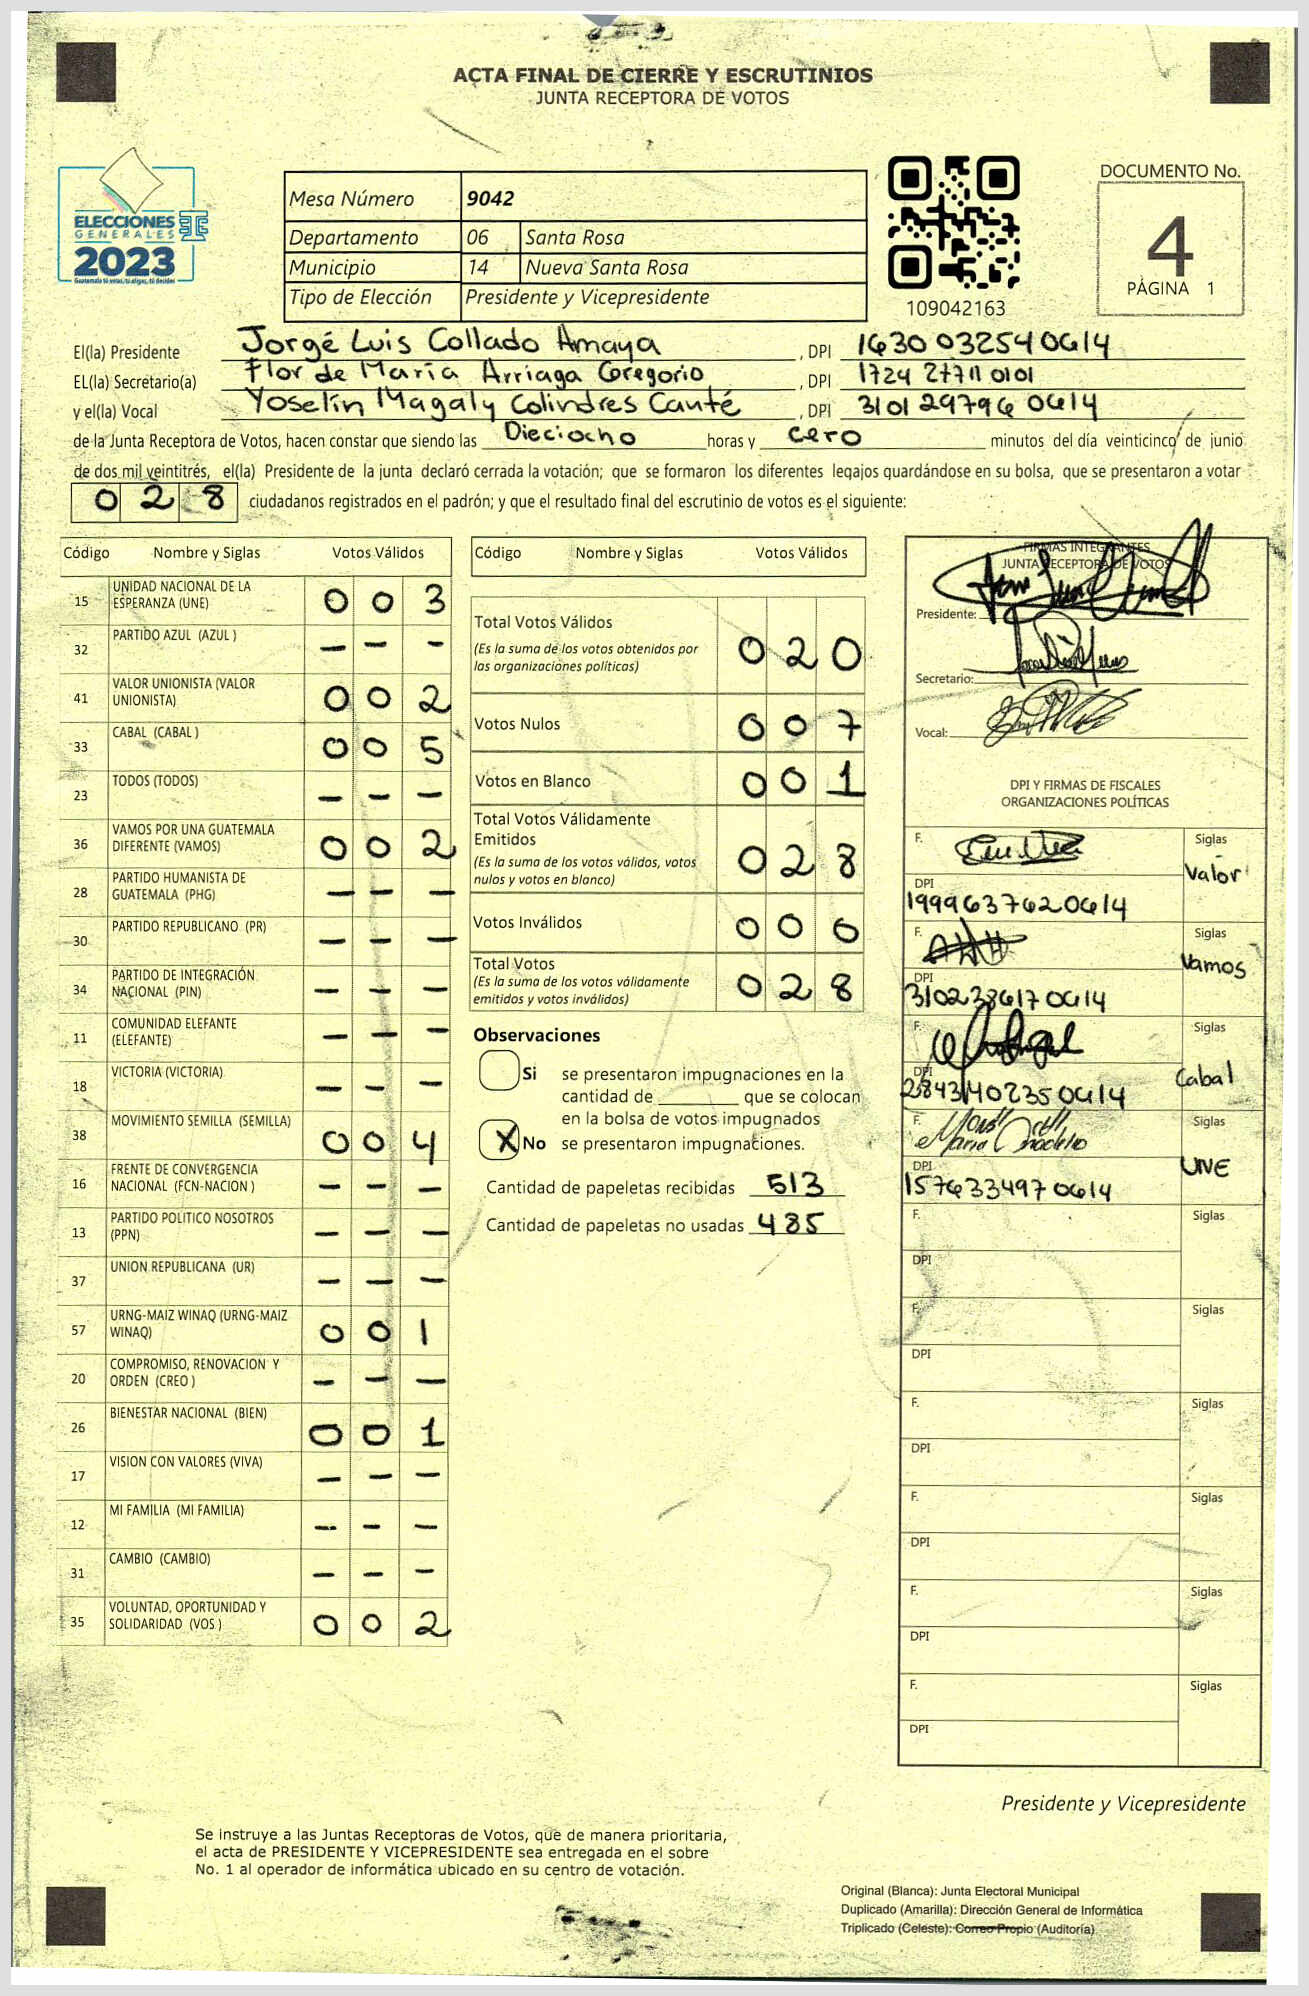 ACTA FINAL DE CIERRE Y ESCRUTINIOS
JUNTA RECEPTORA DE VOTOS
ELECCIONES
GENERALES
2023
Guatemala tú votas, tú eliges, tú decides
Mesa Número 9042
Departamento 06 Santa Rosa
Municipio 14 Nueva Santa Rosa
Tipo de Elección Presidente y Vicepresidente
109042163
DOCUMENTO No.
4
PÁGINA 1
El(la) Presidente Jorgé Luis Collado Amaya , DPI 1630 03254 0614
EL(la) Secretario(a) Flor de María Arriaga Gregorio , DPI 1724 27711 0101
y el(la) Vocal Yoselin Magaly Colindres Canté , DPI 3101 29796 0614
de la Junta Receptora de Votos, hacen constar que siendo las Dieciocho horas y cero minutos del día veinticinco de junio
de dos mil veintitrés, el(la) Presidente de la junta declaró cerrada la votación; que se formaron los diferentes legajos guardándose en su bolsa, que se presentaron a votar
0 2 8 ciudadanos registrados en el padrón; y que el resultado final del escrutinio de votos es el siguiente:
Código Nombre y Siglas Votos Válidos
15 UNIDAD NACIONAL DE LA ESPERANZA (UNE) 0 0 3
32 PARTIDO AZUL (AZUL ) - - -
41 VALOR UNIONISTA (VALOR UNIONISTA) 0 0 2
33 CABAL (CABAL ) 0 0 5
23 TODOS (TODOS) - - -
36 VAMOS POR UNA GUATEMALA DIFERENTE (VAMOS) 0 0 2
28 PARTIDO HUMANISTA DE GUATEMALA (PHG) - - -
30 PARTIDO REPUBLICANO (PR) - - -
34 PARTIDO DE INTEGRACIÓN NACIONAL (PIN) - - -
11 COMUNIDAD ELEFANTE (ELEFANTE) - - -
18 VICTORIA (VICTORIA) - - -
38 MOVIMIENTO SEMILLA (SEMILLA) 0 0 4
16 FRENTE DE CONVERGENCIA NACIONAL (FCN-NACION ) - - -
13 PARTIDO POLITICO NOSOTROS (PPN) - - -
37 UNION REPUBLICANA (UR) - - -
57 URNG-MAIZ WINAQ (URNG-MAIZ WINAQ) 0 0 1
20 COMPROMISO, RENOVACION Y ORDEN (CREO ) - - -
26 BIENESTAR NACIONAL (BIEN) 0 0 1
17 VISION CON VALORES (VIVA) - - -
12 MI FAMILIA (MI FAMILIA) - - -
31 CAMBIO (CAMBIO) - - -
35 VOLUNTAD, OPORTUNIDAD Y SOLIDARIDAD (VOS ) 0 0 2
Código Nombre y Siglas Votos Válidos
Total Votos Válidos 0 2 0
(Es la suma de los votos obtenidos por
las organizaciones políticas)
Votos Nulos 0 0 7
Votos en Blanco 0 0 1
Total Votos Válidamente
Emitidos 0 2 8
(Es la suma de los votos válidos, votos
nulos y votos en blanco)
Votos Inválidos 0 0 0
Total Votos 0 2 8
(Es la suma de los votos válidamente
emitidos y votos inválidos)
Observaciones
Si se presentaron impugnaciones en la
cantidad de ________ que se colocan
en la bolsa de votos impugnados
X No se presentaron impugnaciones.
Cantidad de papeletas recibidas 513
Cantidad de papeletas no usadas 485
FIRMAS INTEGRANTES
JUNTA RECEPTORA DE VOTOS
Presidente:
Secretario:
Vocal:
DPI Y FIRMAS DE FISCALES
ORGANIZACIONES POLÍTICAS
F. Siglas
Valor
DPI
1999637620614
F. Siglas
Vamos
DPI
3102386170614
F. Siglas
Cabal
DPI
2843140235 0614
F. Siglas
UNE
DPI
1576334970614
F. Siglas
DPI
F. Siglas
DPI
F. Siglas
DPI
F. Siglas
DPI
F. Siglas
DPI
F. Siglas
DPI
Presidente y Vicepresidente
Se instruye a las Juntas Receptoras de Votos, que de manera prioritaria,
el acta de PRESIDENTE Y VICEPRESIDENTE sea entregada en el sobre
No. 1 al operador de informática ubicado en su centro de votación.
Original (Blanca): Junta Electoral Municipal
Duplicado (Amarilla): Dirección General de Informática
Triplicado (Celeste): Correo Propio (Auditoría)